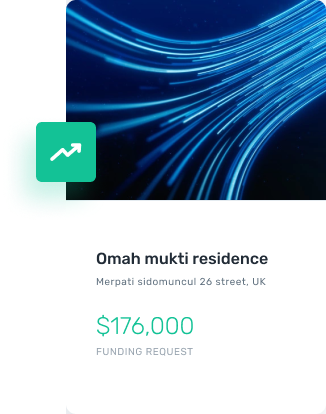 Omah mukti residence
Merpati sidomuncul 26 street, UK
$176,000
FUNDING REQUEST